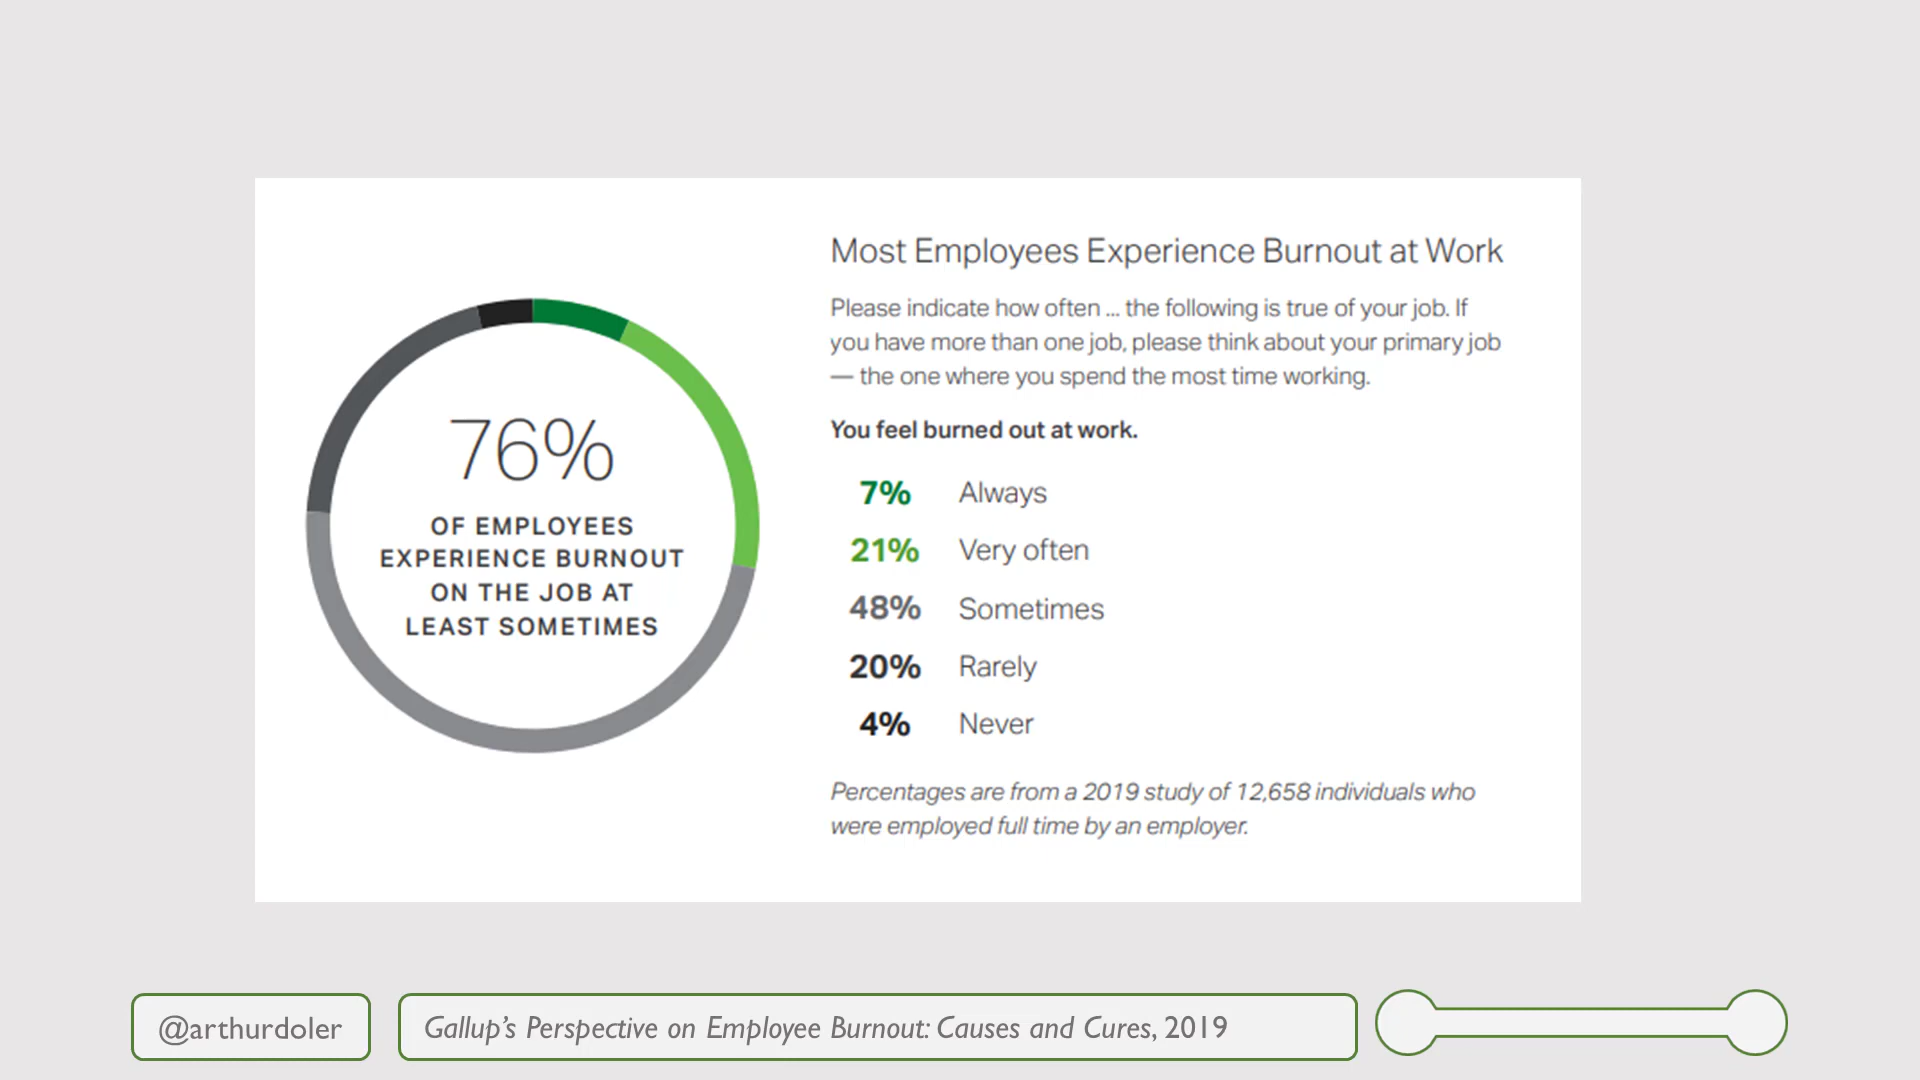 76%
OF EMPLOYEES
EXPERIENCE BURNOUT
ON THE JOB AT
LEAST SOMETIMES
Most Employees Experience Burnout at Work
Please indicate how often ... the following is true of your job. If
you have more than one job, please think about your primary job
— the one where you spend the most time working.
You feel burned out at work.
7% Always
21% Very often
48% Sometimes
20% Rarely
4% Never
Percentages are from a 2019 study of 12,658 individuals who
were employed full time by an employer.
@arthurdoler
Gallup's Perspective on Employee Burnout: Causes and Cures, 2019